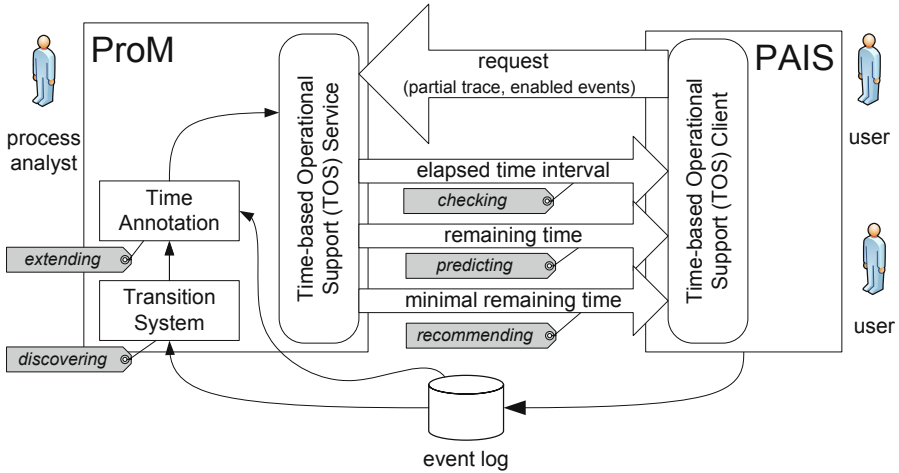 ProM
process
analyst
Time-based Operational
Support (TOS) Service
request
(partial trace, enabled events)
PAIS
Time-based Operational
Support (TOS) Client
user
user
elapsed time interval
checking
remaining time
predicting
minimal remaining time
recommending
Time
Annotation
extending
Transition
System
discovering
event log